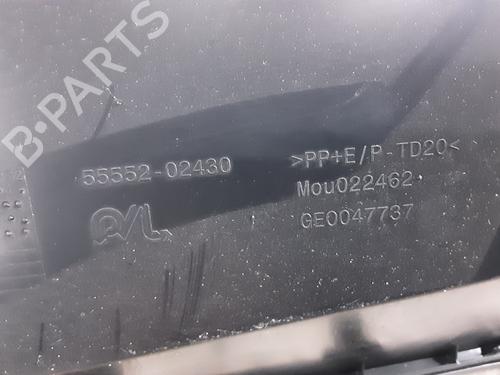 B-PARTS
55552-02430
>PP+E/P-TD20<
Mou022462
GE0047737